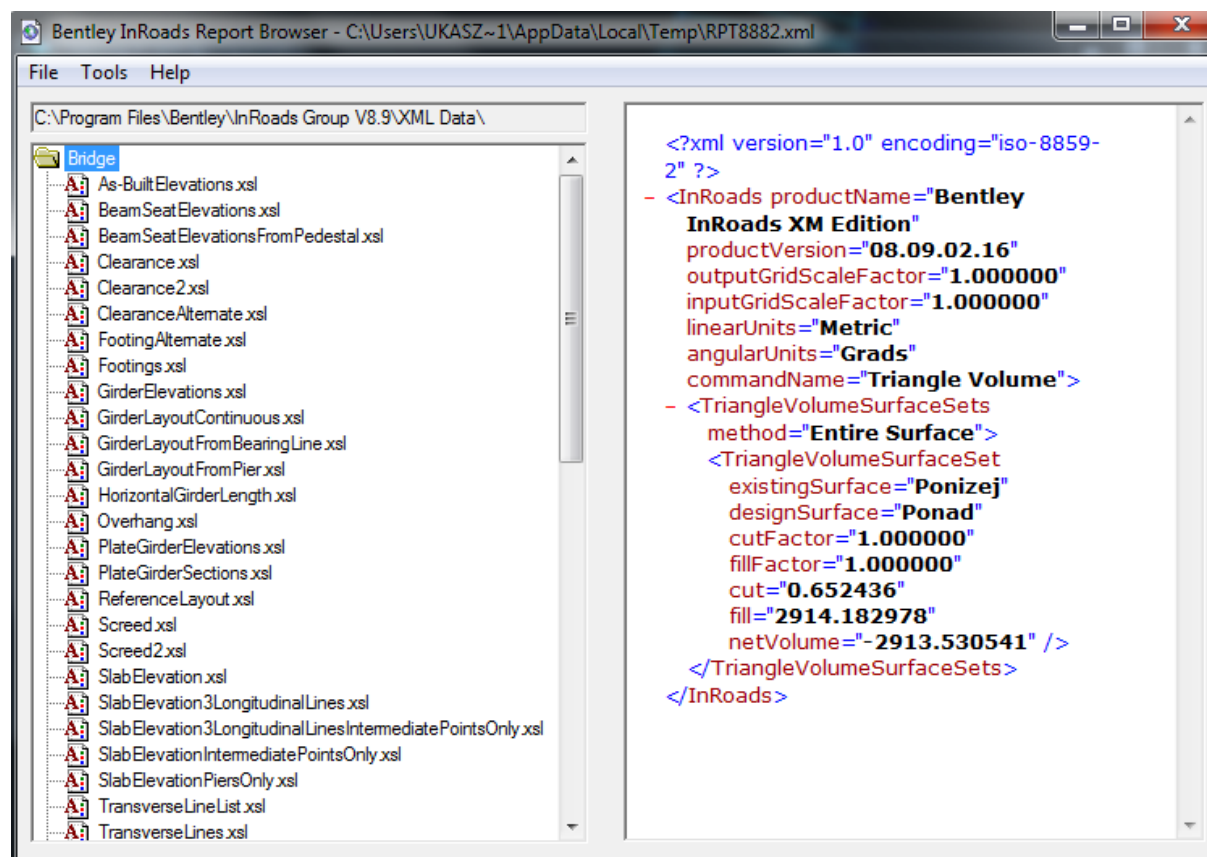 Bentley InRoads Report Browser - C:\Users\UKASZ~1\AppData\Local\Temp\RPT8882.xml
File Tools Help
C:\Program Files\Bentley\InRoads Group V8.9\XML Data\
Bridge
As-BuiltElevations.xsl
BeamSeatElevations.xsl
BeamSeatElevationsFromPedestal.xsl
Clearance.xsl
Clearance2.xsl
ClearanceAlternate.xsl
FootingAlternate.xsl
Footings.xsl
GirderElevations.xsl
GirderLayoutContinuous.xsl
GirderLayoutFromBearingLine.xsl
GirderLayoutFromPier.xsl
HorizontalGirderLength.xsl
Overhang.xsl
PlateGirderElevations.xsl
PlateGirderSections.xsl
ReferenceLayout.xsl
Screed.xsl
Screed2.xsl
SlabElevation.xsl
SlabElevation3LongitudinalLines.xsl
SlabElevation3LongitudinalLinesIntermediatePointsOnly.xsl
SlabElevationIntermediatePointsOnly.xsl
SlabElevationPiersOnly.xsl
TransverseLineList.xsl
TransverseLines.xsl
<?xml version="1.0" encoding="iso-8859-
2" ?>
- <InRoads productName="Bentley
InRoads XM Edition"
productVersion="08.09.02.16"
outputGridScaleFactor="1.000000"
inputGridScaleFactor="1.000000"
linearUnits="Metric"
angularUnits="Grads"
commandName="Triangle Volume">
- <TriangleVolumeSurfaceSets
method="Entire Surface">
<TriangleVolumeSurfaceSet
existingSurface="Ponizej"
designSurface="Ponad"
cutFactor="1.000000"
fillFactor="1.000000"
cut="0.652436"
fill="2914.182978"
netVolume="-2913.530541" />
</TriangleVolumeSurfaceSets>
</InRoads>